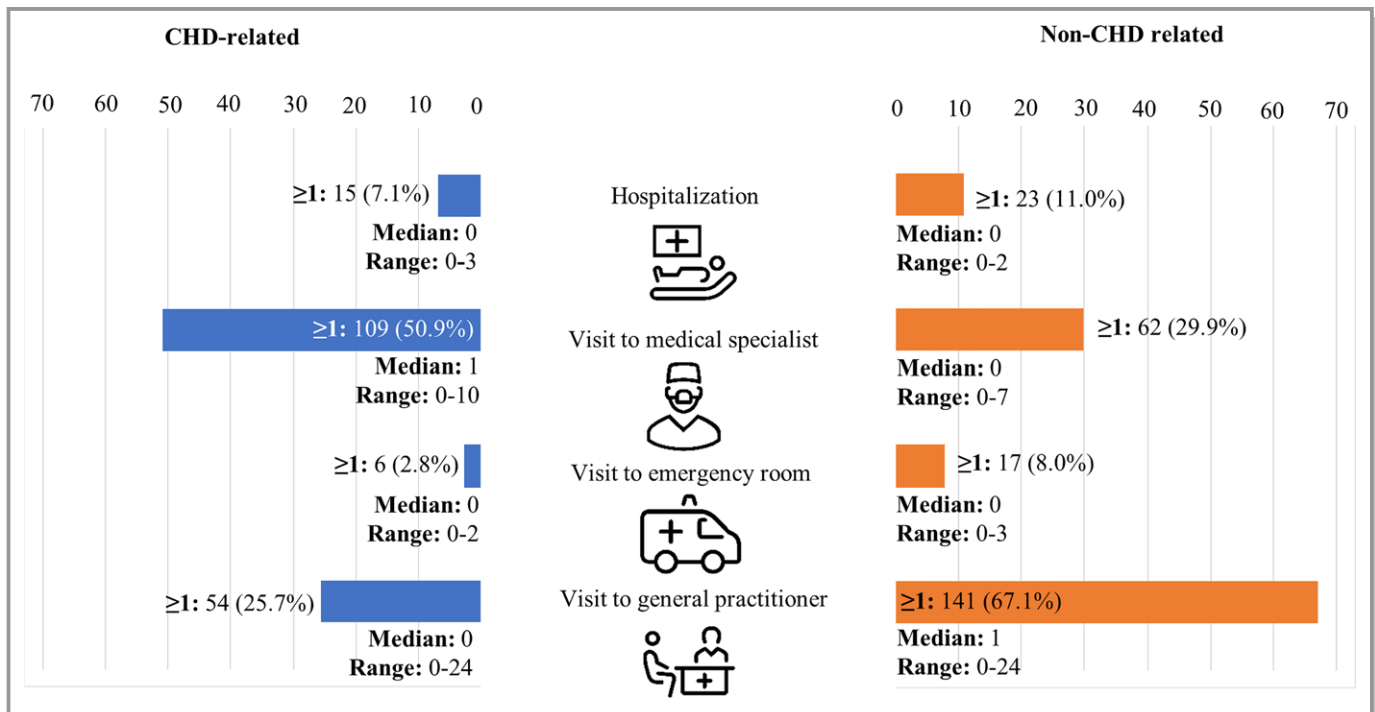 CHD-related
Non-CHD related
70 60 50 40 30 20 10 0
0 10 20 30 40 50 60 70
≥1: 15 (7.1%)
Median: 0
Range: 0-3
Hospitalization
≥1: 23 (11.0%)
Median: 0
Range: 0-2
≥1: 109 (50.9%)
Median: 1
Range: 0-10
Visit to medical specialist
≥1: 62 (29.9%)
Median: 0
Range: 0-7
≥1: 6 (2.8%)
Median: 0
Range: 0-2
Visit to emergency room
≥1: 17 (8.0%)
Median: 0
Range: 0-3
≥1: 54 (25.7%)
Median: 0
Range: 0-24
Visit to general practitioner
≥1: 141 (67.1%)
Median: 1
Range: 0-24